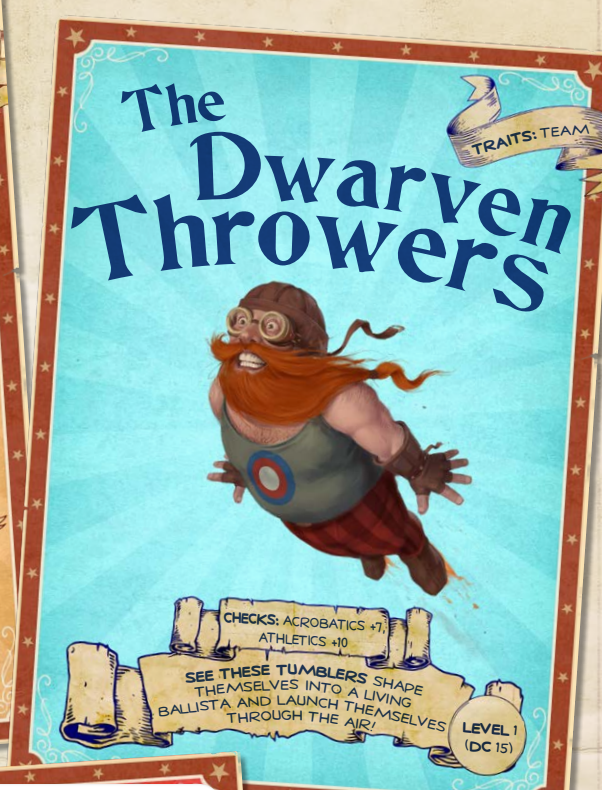 The
Dwarven
Throwers
TRAITS: TEAM
CHECKS: ACROBATICS +7,
ATHLETICS +10
SEE THESE TUMBLERS SHAPE
THEMSELVES INTO A LIVING
BALLISTA AND LAUNCH THEMSELVES
THROUGH THE AIR!
LEVEL 1
(DC 15)